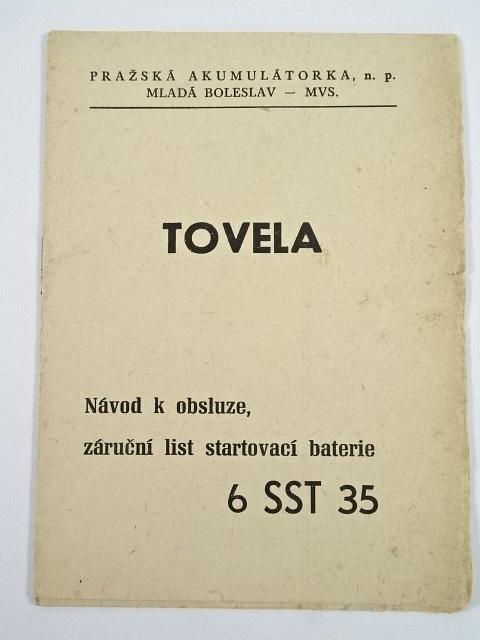 PRAŽSKÁ AKUMULÁTORKA, n. p.
MLADÁ BOLESLAV — MVS.
TOVELA
Návod k obsluze,
záruční list startovací baterie
6 SST 35